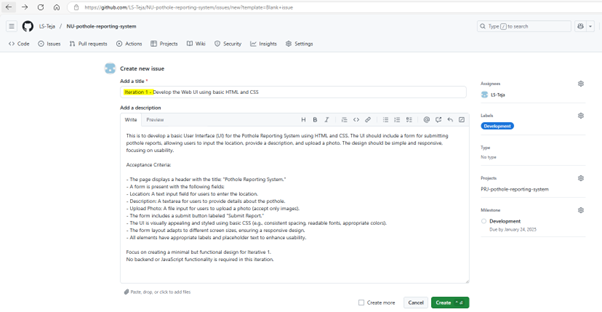 https://github.com/LS-Teja/NU-pothole-reporting-system/issues/new?template=Blank+issue
LS-Teja / NU-pothole-reporting-system
Type / to search
Code Issues Pull requests Actions Projects Wiki Security Insights Settings
Create new issue
Add a title *
Iteration 1 - Develop the Web UI using basic HTML and CSS
Add a description
Write Preview
This is to develop a basic User Interface (UI) for the Pothole Reporting System using HTML and CSS. The UI should include a form for submitting
pothole reports, allowing users to input the location, provide a description, and upload a photo. The design should be simple and responsive,
focusing on usability.
Acceptance Criteria:
- The page displays a header with the title "Pothole Reporting System."
- A form is present with the following fields:
- Location: A text input field for users to enter the location.
- Description: A textarea for users to provide details about the pothole.
- Upload Photo: A file input for users to upload a photo (accept only images).
- The form includes a submit button labeled "Submit Report."
- The UI is visually appealing and styled using basic CSS (e.g., consistent spacing, readable fonts, appropriate colors).
- The form layout adapts to different screen sizes, ensuring a responsive design.
- All elements have appropriate labels and placeholder text to enhance usability.
Focus on creating a minimal but functional design for Iterative 1.
No backend or JavaScript functionality is required in this iteration.
Paste, drop, or click to add files
Create more Cancel Create
Assignees
LS-Teja
Labels
Development
Type
No type
Projects
PRJ-pothole-reporting-system
Milestone
Development
Due by January 24, 2025